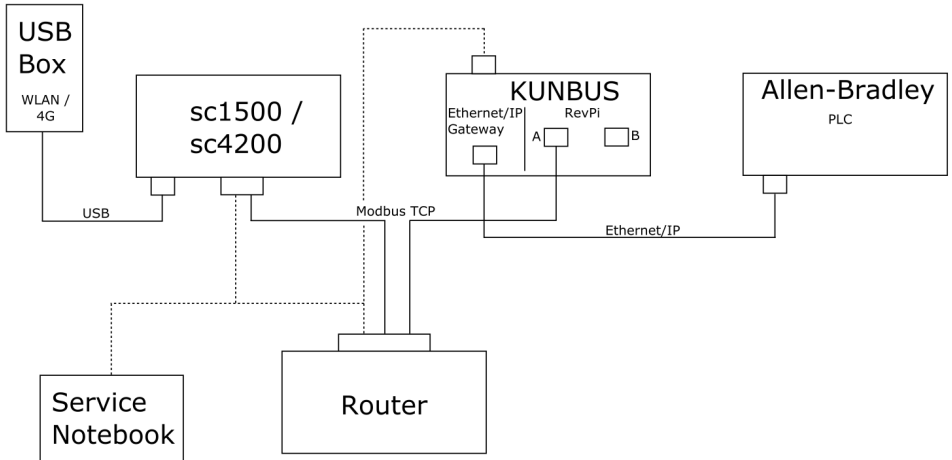 USB
Box
WLAN /
4G
sc1500 /
sc4200
KUNBUS
Ethernet/IP
Gateway
RevPi
A
B
Allen-Bradley
PLC
USB
Modbus TCP
Ethernet/IP
Service
Notebook
Router